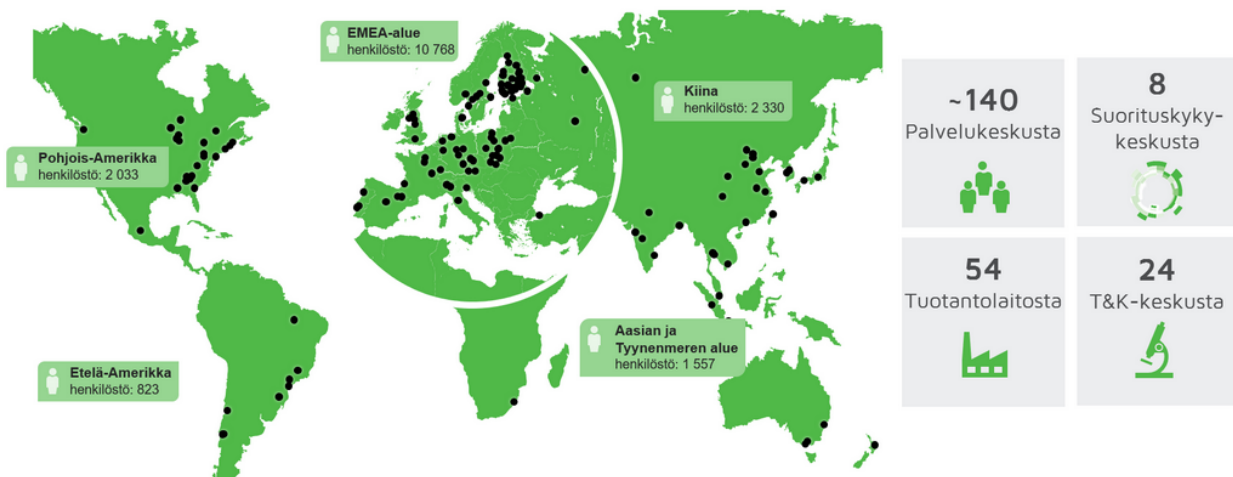 EMEA-alue
henkilöstö: 10 768
Kiina
henkilöstö: 2 330
Pohjois-Amerikka
henkilöstö: 2 033
Aasian ja
Tyynenmeren alue
henkilöstö: 1 557
Etelä-Amerikka
henkilöstö: 823
~140
Palvelukeskusta
8
Suorituskyky-
keskusta
54
Tuotantolaitosta
24
T&K-keskusta